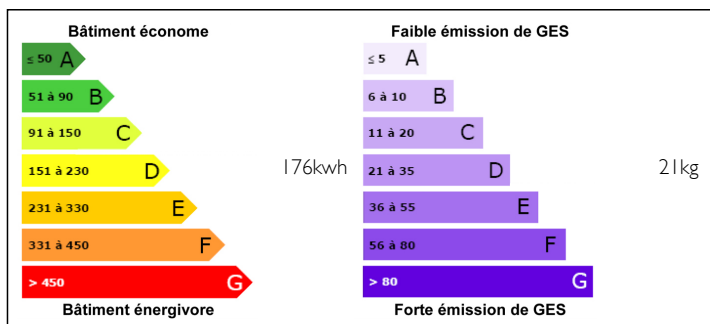 Bâtiment économe
≤ 50 A
51 à 90 B
91 à 150 C
151 à 230 D
231 à 330 E
331 à 450 F
> 450 G
Bâtiment énergivore
176kwh
Faible émission de GES
≤ 5 A
6 à 10 B
11 à 20 C
21 à 35 D
36 à 55 E
56 à 80 F
> 80 G
Forte émission de GES
21kg